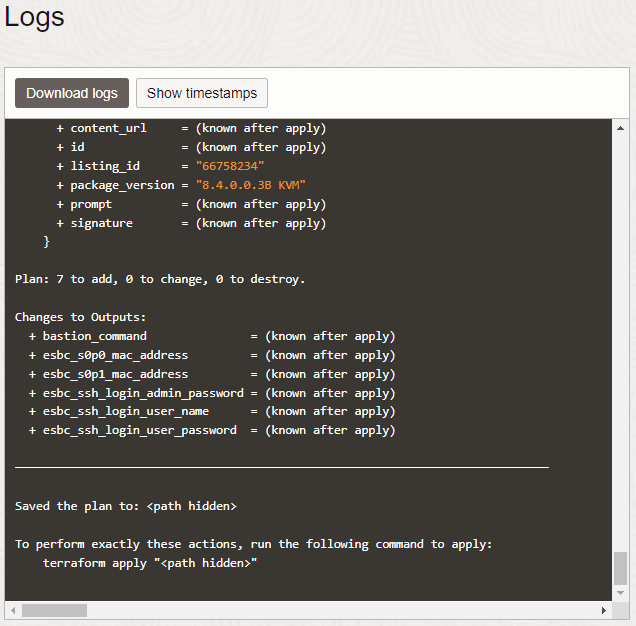 Logs
Download logs Show timestamps
+ content_url = (known after apply)
+ id = (known after apply)
+ listing_id = "66758234"
+ package_version = "8.4.0.0.3B KVM"
+ prompt = (known after apply)
+ signature = (known after apply)
}
Plan: 7 to add, 0 to change, 0 to destroy.
Changes to Outputs:
+ bastion_command = (known after apply)
+ esbc_s0p0_mac_address = (known after apply)
+ esbc_s0p1_mac_address = (known after apply)
+ esbc_ssh_login_admin_password = (known after apply)
+ esbc_ssh_login_user_name = (known after apply)
+ esbc_ssh_login_user_password = (known after apply)
Saved the plan to: <path hidden>
To perform exactly these actions, run the following command to apply:
terraform apply "<path hidden>"